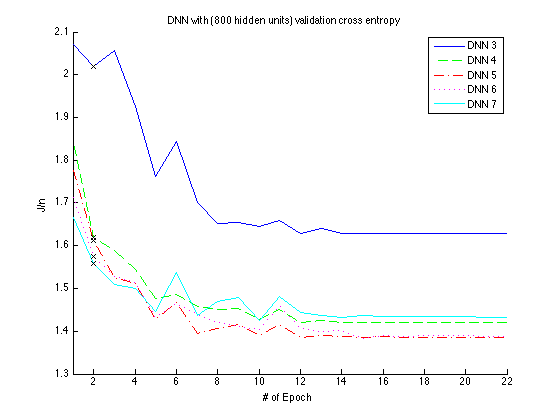 DNN with (800 hidden units) validation cross entropy
2.1
2
1.9
1.8
1.7
1.6
1.5
1.4
1.3
J/n
2 4 6 8 10 12 14 16 18 20 22
# of Epoch
DNN 3
DNN 4
DNN 5
DNN 6
DNN 7